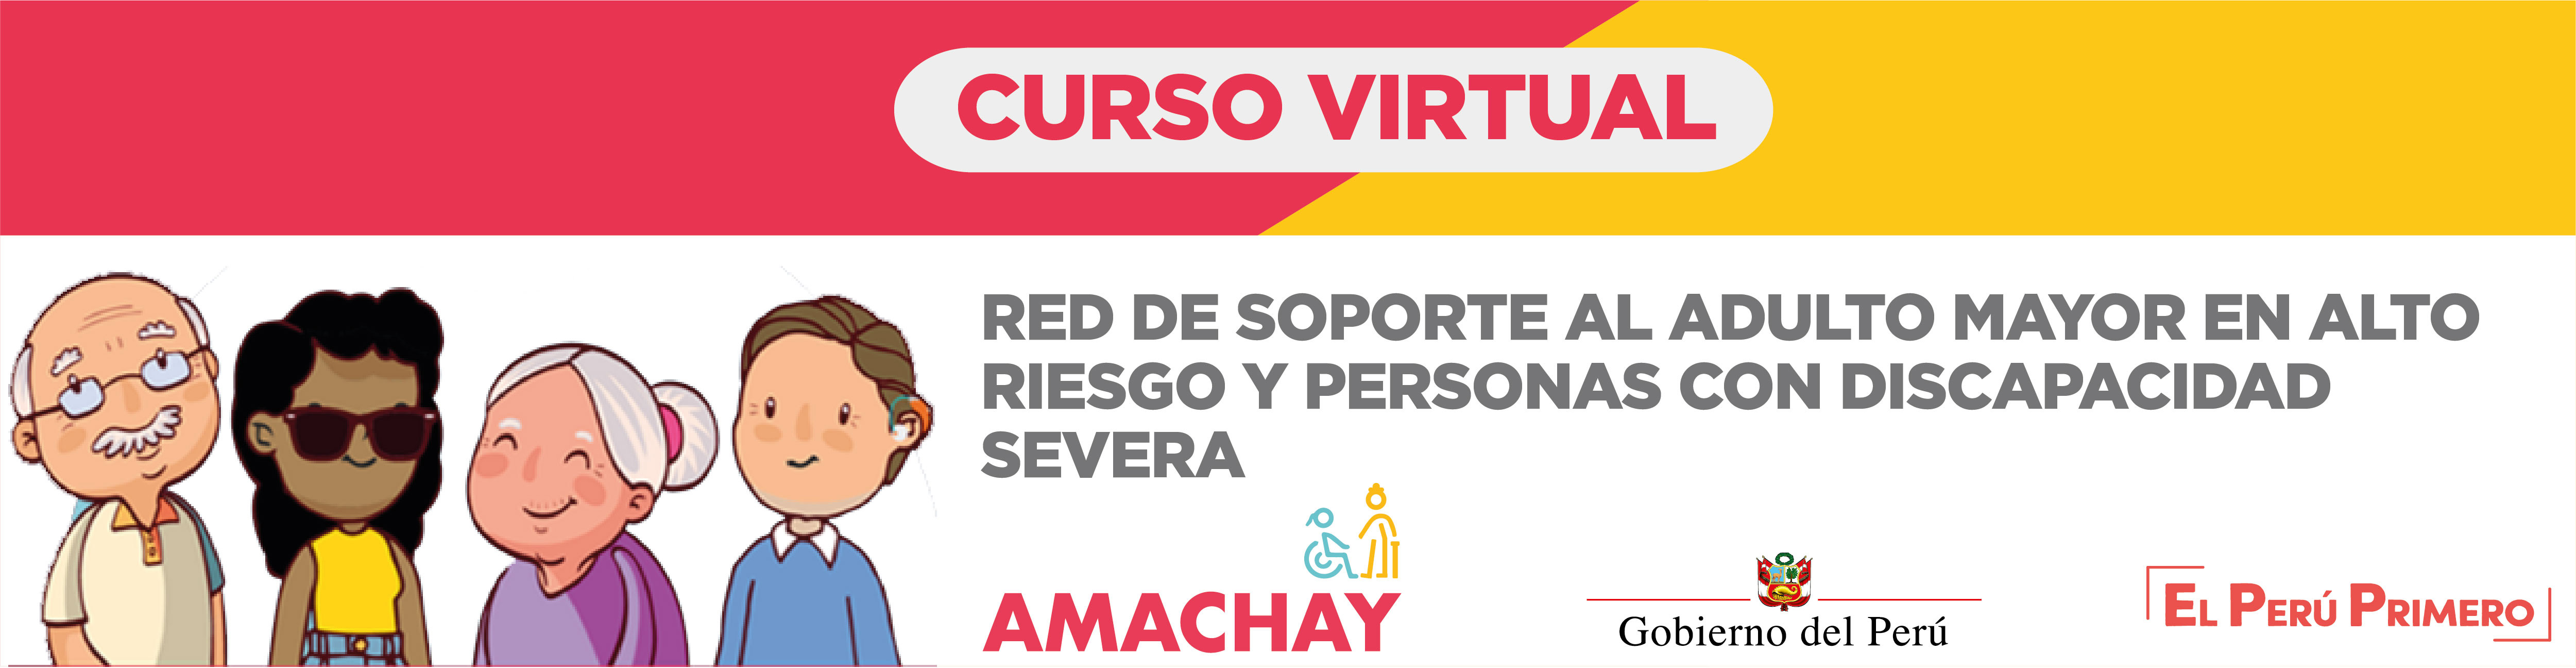 CURSO VIRTUAL
RED DE SOPORTE AL ADULTO MAYOR EN ALTO
RIESGO Y PERSONAS CON DISCAPACIDAD
SEVERA
AMACHAY
Gobierno del Perú
EL PERÚ PRIMERO